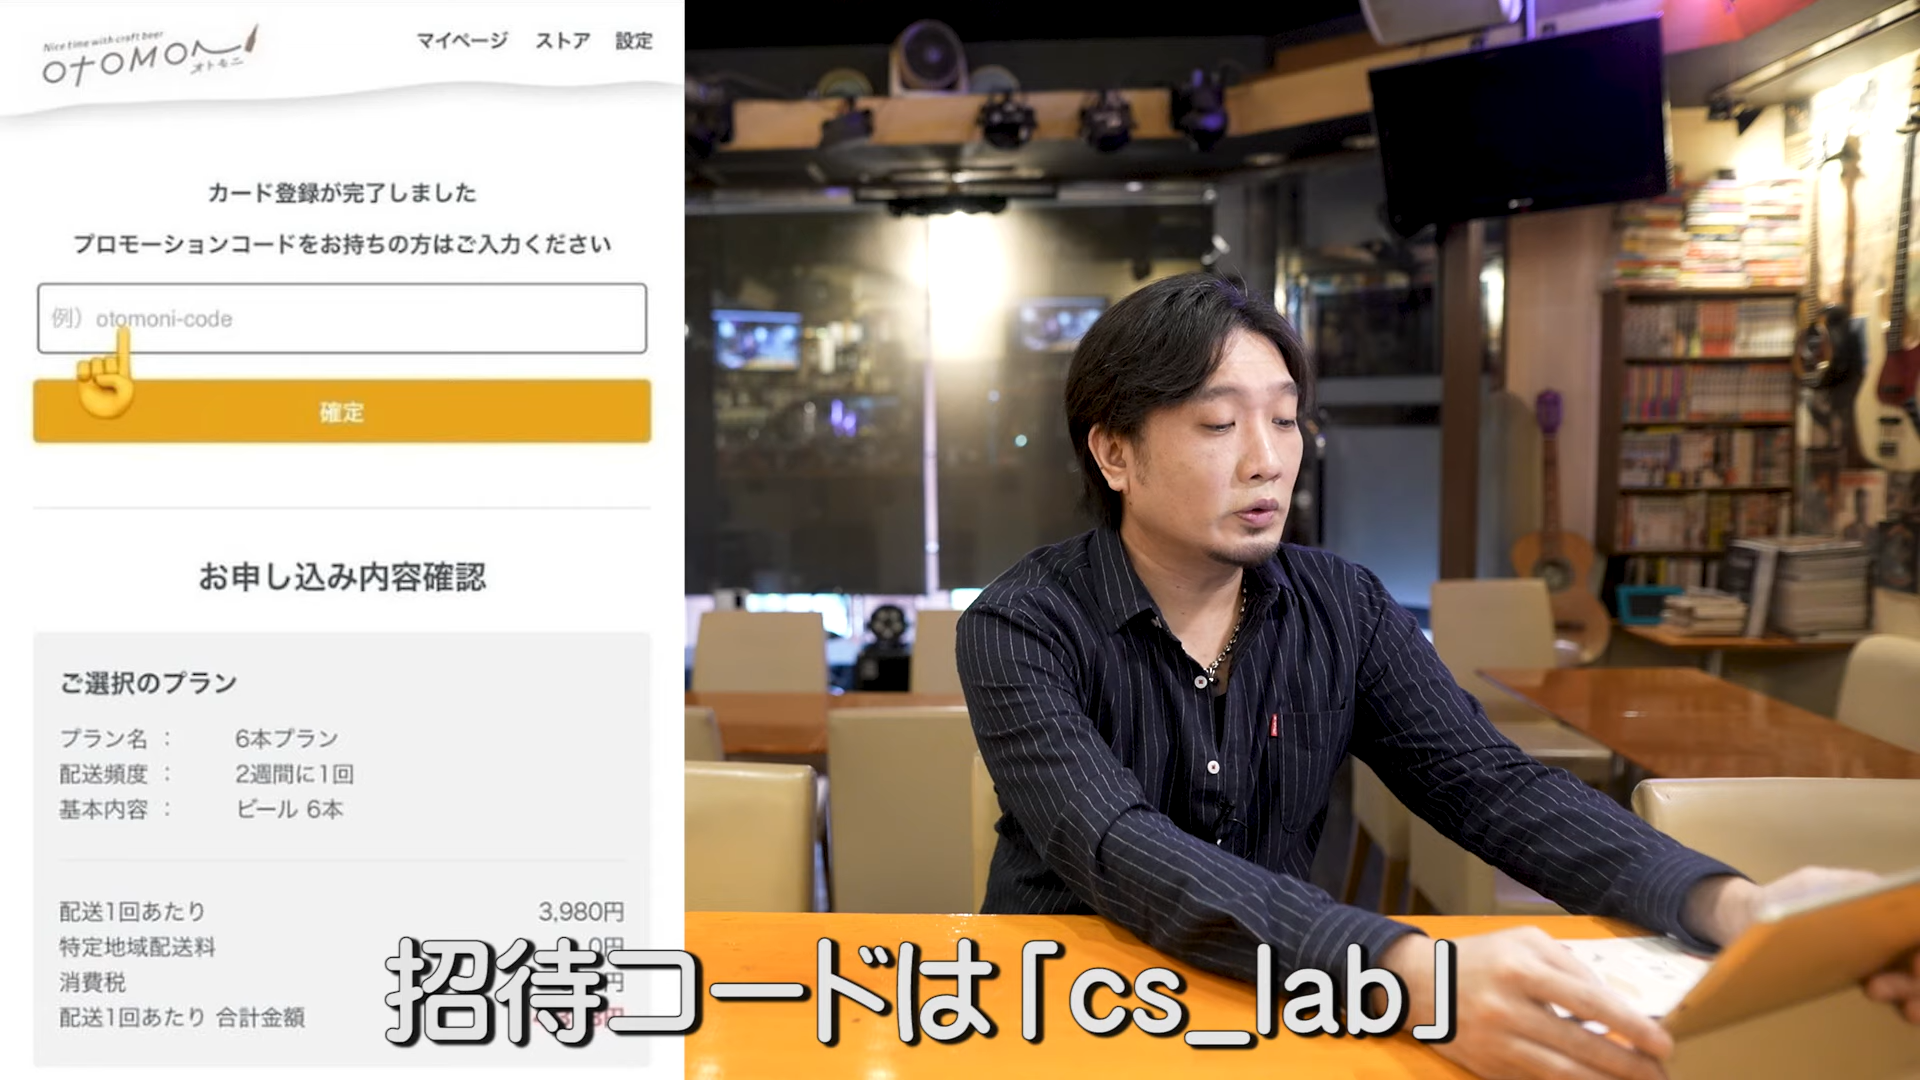 Nice time with craft beer
OTOMONI
オトモニ
マイページ
ストア
設定
カード登録が完了しました
プロモーションコードをお持ちの方はご入力ください
例）otomoni-code
確定
お申し込み内容確認
ご選択のプラン
プラン名 ： 6本プラン
配送頻度 ： 2週間に1回
基本内容 ： ビール 6本
配送1回あたり 3,980円
特定地域配送料 0円
消費税 円
配送1回あたり 合計金額 円
招待コードは「cs_lab」